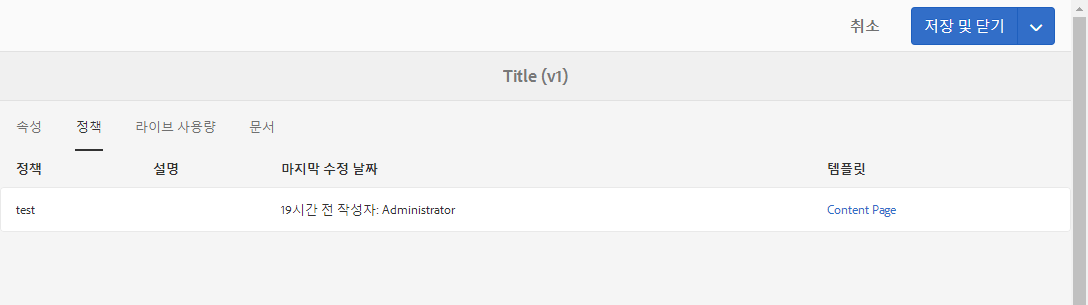 취소 저장 및 닫기
Title (v1)
속성 정책 라이브 사용량 문서
정책 설명 마지막 수정 날짜 템플릿
test 19시간 전 작성자: Administrator Content Page